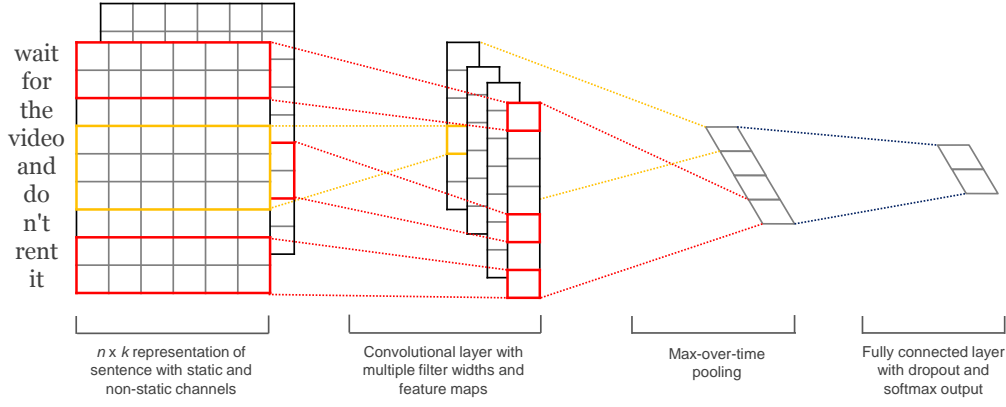 wait
for
the
video
and
do
n't
rent
it
n x k representation of
sentence with static and
non-static channels
Convolutional layer with
multiple filter widths and
feature maps
Max-over-time
pooling
Fully connected layer
with dropout and
softmax output